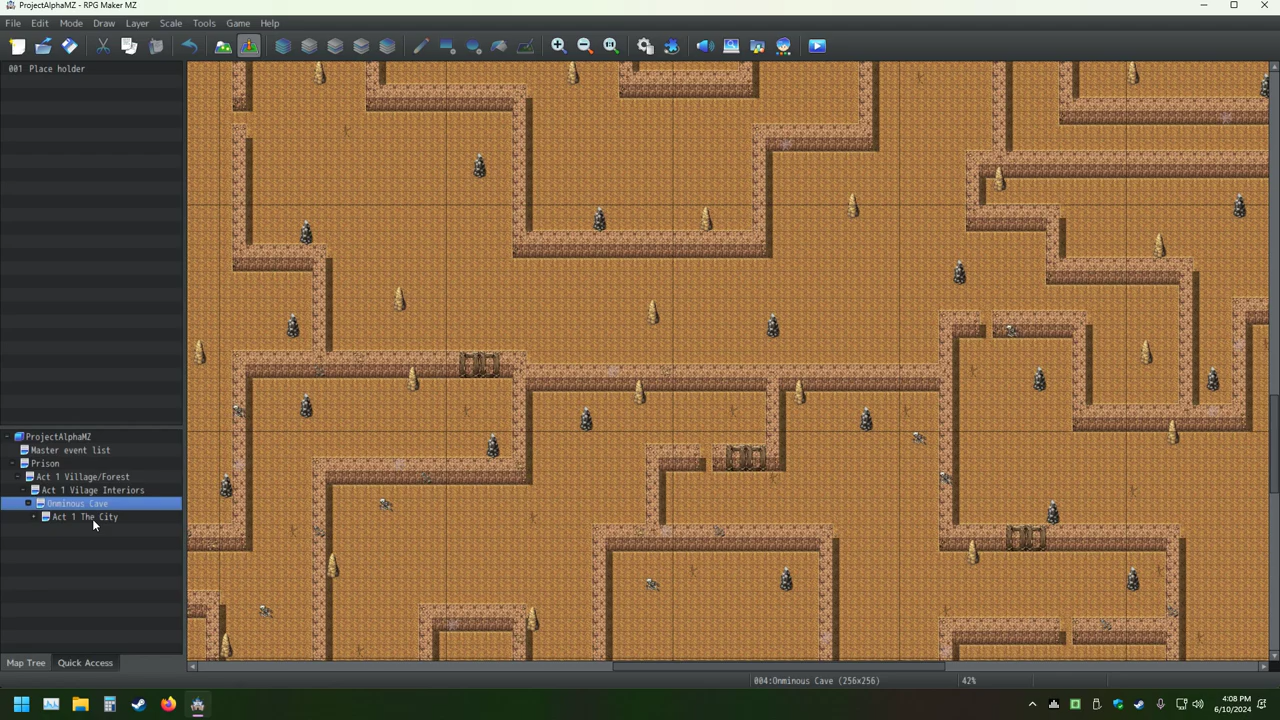 ProjectAlphaMZ - RPG Maker MZ
File Edit Mode Draw Layer Scale Tools Game Help
001 Place holder
ProjectAlphaMZ
Master event list
Prison
Act 1 Village/Forest
Act 1 Vilage Interiors
Onminous Cave
Act 1 The City
Map Tree Quick Access
004:Onminous Cave (256x256) 42%
4:08 PM
6/10/2024